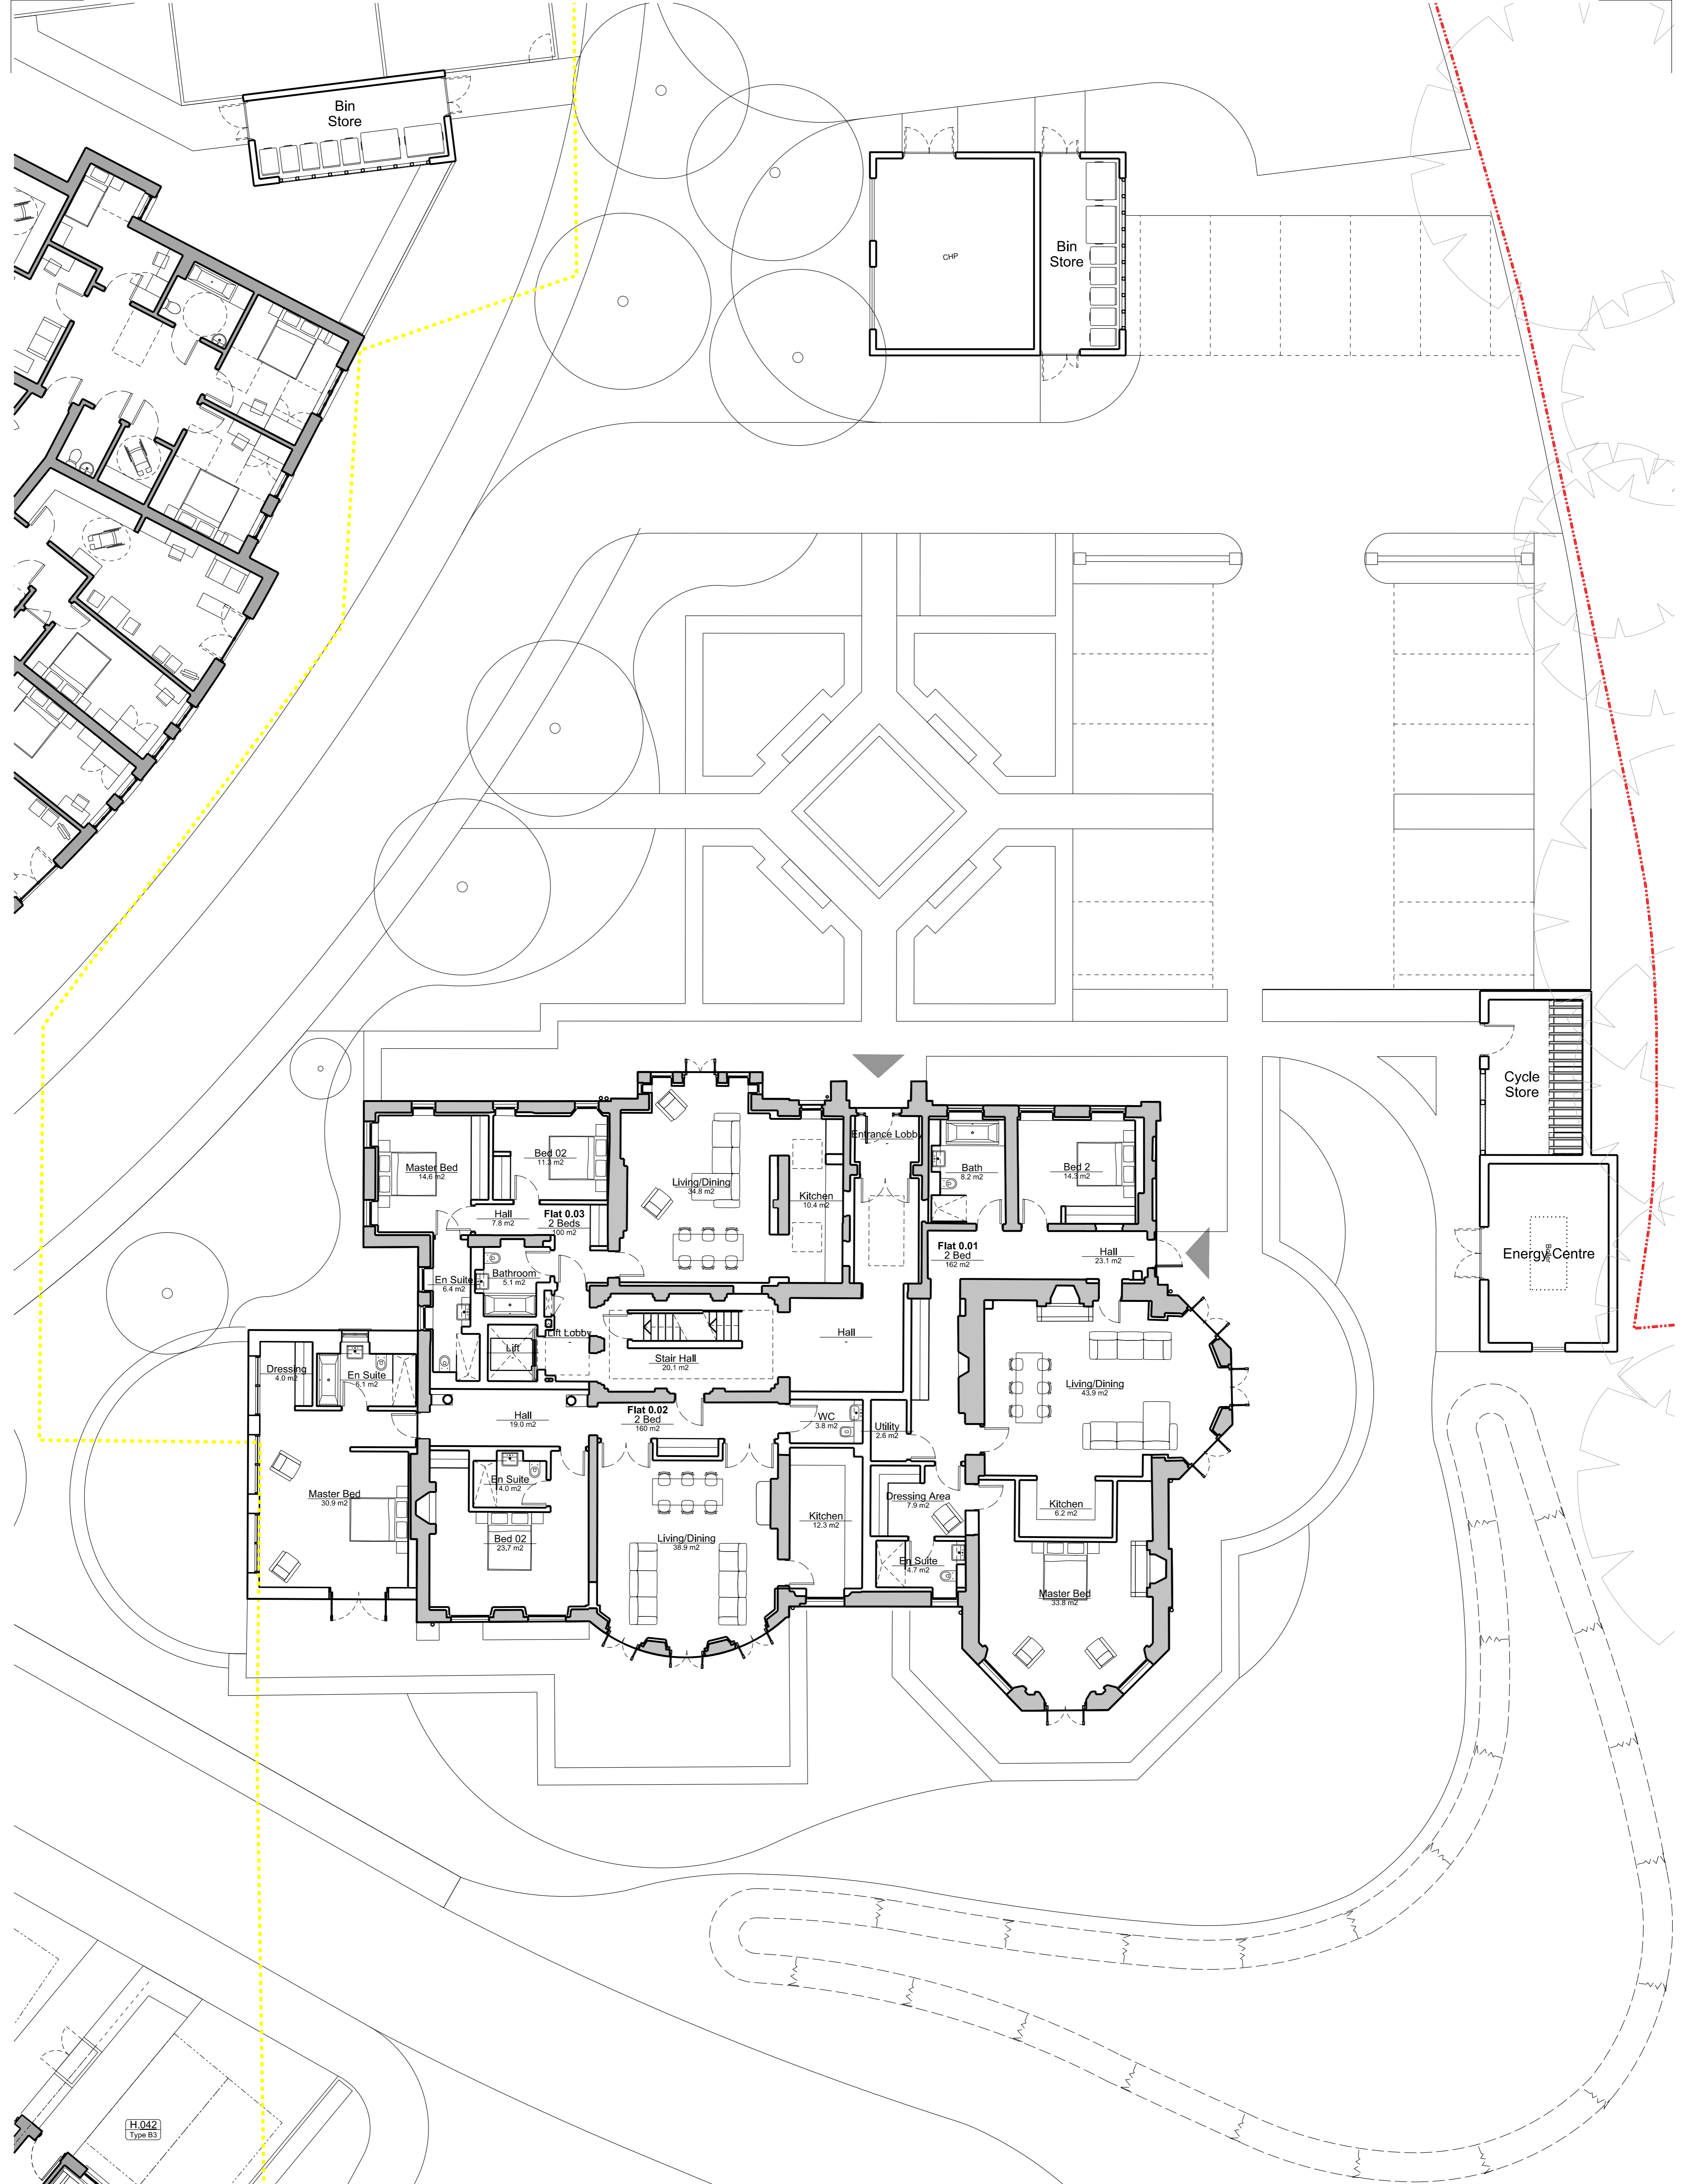 Bin
Store
CHP
Bin
Store
Cycle
Store
Energy Centre
Boiler
Entrance Lobby
-
Master Bed
14.6 m2
Bed 02
11.3 m2
Living/Dining
34.8 m2
Kitchen
10.4 m2
Bath
8.2 m2
Bed 2
14.3 m2
Hall
7.8 m2
Flat 0.03
2 Beds
100 m2
Flat 0.01
2 Bed
162 m2
Hall
23.1 m2
En Suite
6.4 m2
Bathroom
5.1 m2
Lift
Lift Lobby
-
Stair Hall
20.1 m2
Hall
-
Dressing
4.0 m2
En Suite
6.1 m2
Living/Dining
43.9 m2
Hall
19.0 m2
Flat 0.02
2 Bed
160 m2
WC
3.8 m2
Utility
2.6 m2
Master Bed
30.9 m2
En Suite
4.0 m2
Bed 02
23,7 m2
Living/Dining
38.9 m2
Kitchen
12.3 m2
Dressing Area
7.9 m2
Kitchen
6.2 m2
En Suite
4.7 m2
Master Bed
33.8 m2
H.042
Type B3